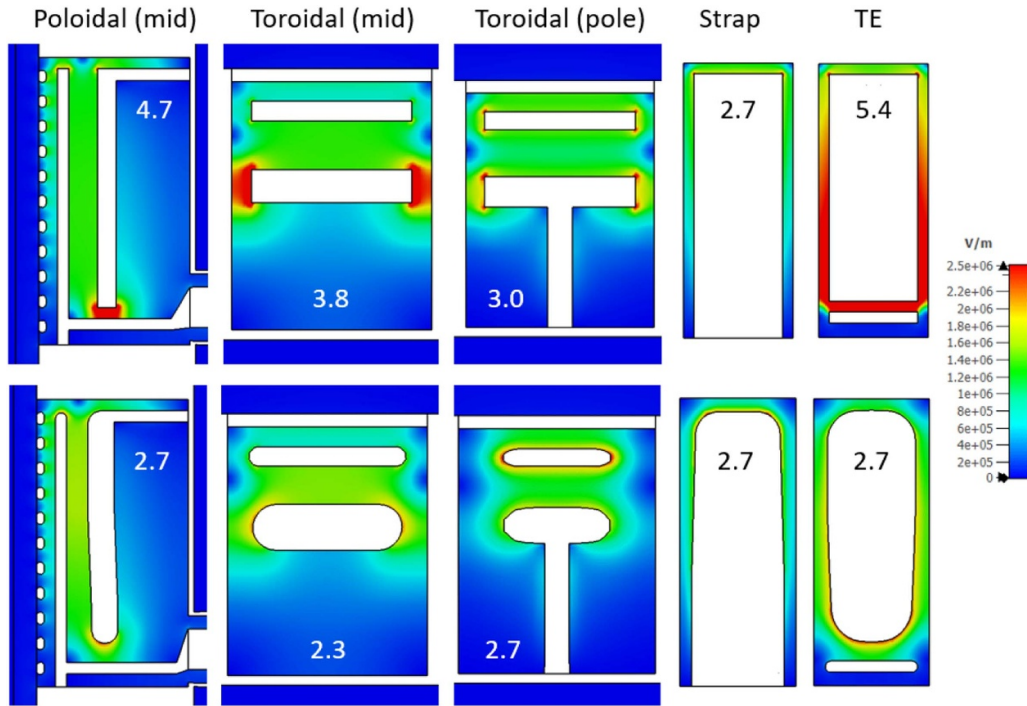 Poloidal (mid) Toroidal (mid) Toroidal (pole) Strap TE
4.7
3.8
3.0
2.7
5.4
V/m
2.5e+06
2.2e+06
2e+06
1.8e+06
1.6e+06
1.4e+06
1.2e+06
1e+06
8e+05
6e+05
4e+05
2e+05
0
2.7
2.3
2.7
2.7
2.7